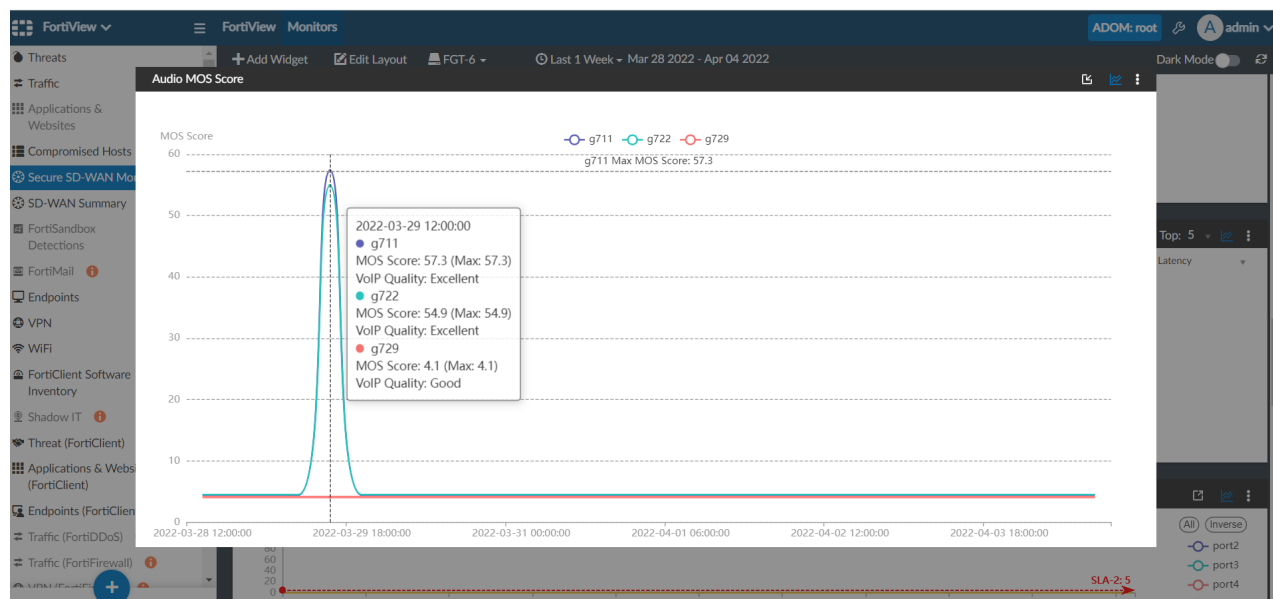 FortiView
FortiView Monitors
ADOM: root
A
admin
Threats
Traffic
Applications &
Websites
Compromised Hosts
Secure SD-WAN Mo
SD-WAN Summary
FortiSandbox
Detections
FortiMail
Endpoints
VPN
WiFi
FortiClient Software
Inventory
Shadow IT
Threat (FortiClient)
Applications & Websi
(FortiClient)
Endpoints (FortiClien
Traffic (FortiDDoS)
Traffic (FortiFirewall)
Add Widget
Edit Layout
FGT-6
Last 1 Week
Mar 28 2022 - Apr 04 2022
Dark Mode
Audio MOS Score
MOS Score
g711 g722 g729
g711 Max MOS Score: 57.3
60
50
40
30
20
10
0
2022-03-29 12:00:00
g711
MOS Score: 57.3 (Max: 57.3)
VoIP Quality: Excellent
g722
MOS Score: 54.9 (Max: 54.9)
VoIP Quality: Excellent
g729
MOS Score: 4.1 (Max: 4.1)
VoIP Quality: Good
2022-03-28 12:00:00 2022-03-29 18:00:00 2022-03-31 00:00:00 2022-04-01 06:00:00 2022-04-02 12:00:00 2022-04-03 18:00:00
Top: 5
Latency
All Inverse
port2
port3
port4
80
60
40
20
0
SLA-2: 5